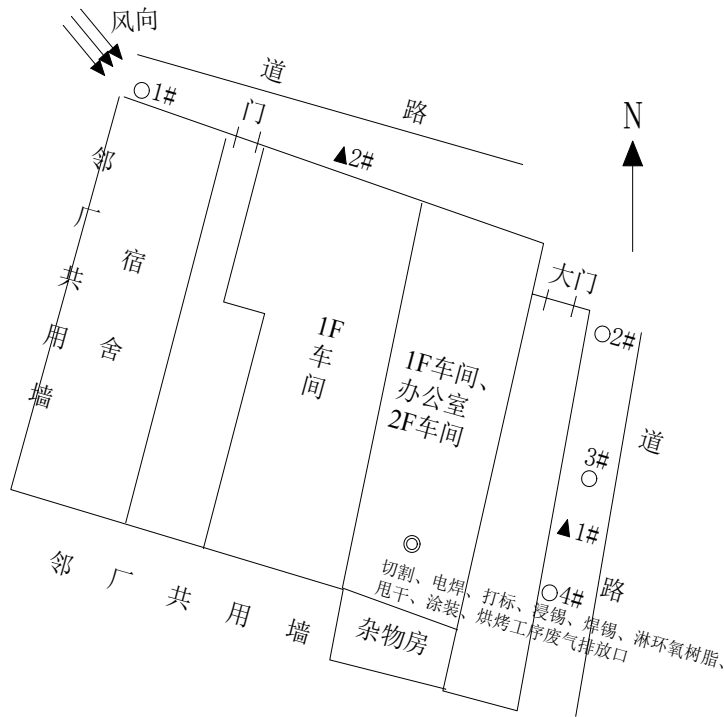 风向
○1#
道路
门
▲2#
N
邻厂共用墙
宿舍
大门
○2#
1F
车
间
1F车间、
办公室
2F车间
道路
3#
○
▲1#
◎
○4#
切割、电焊、打标、浸锡、焊锡、淋环氧树脂、
甩干、涂装、烘烤工序废气排放口
邻厂共用墙
杂物房